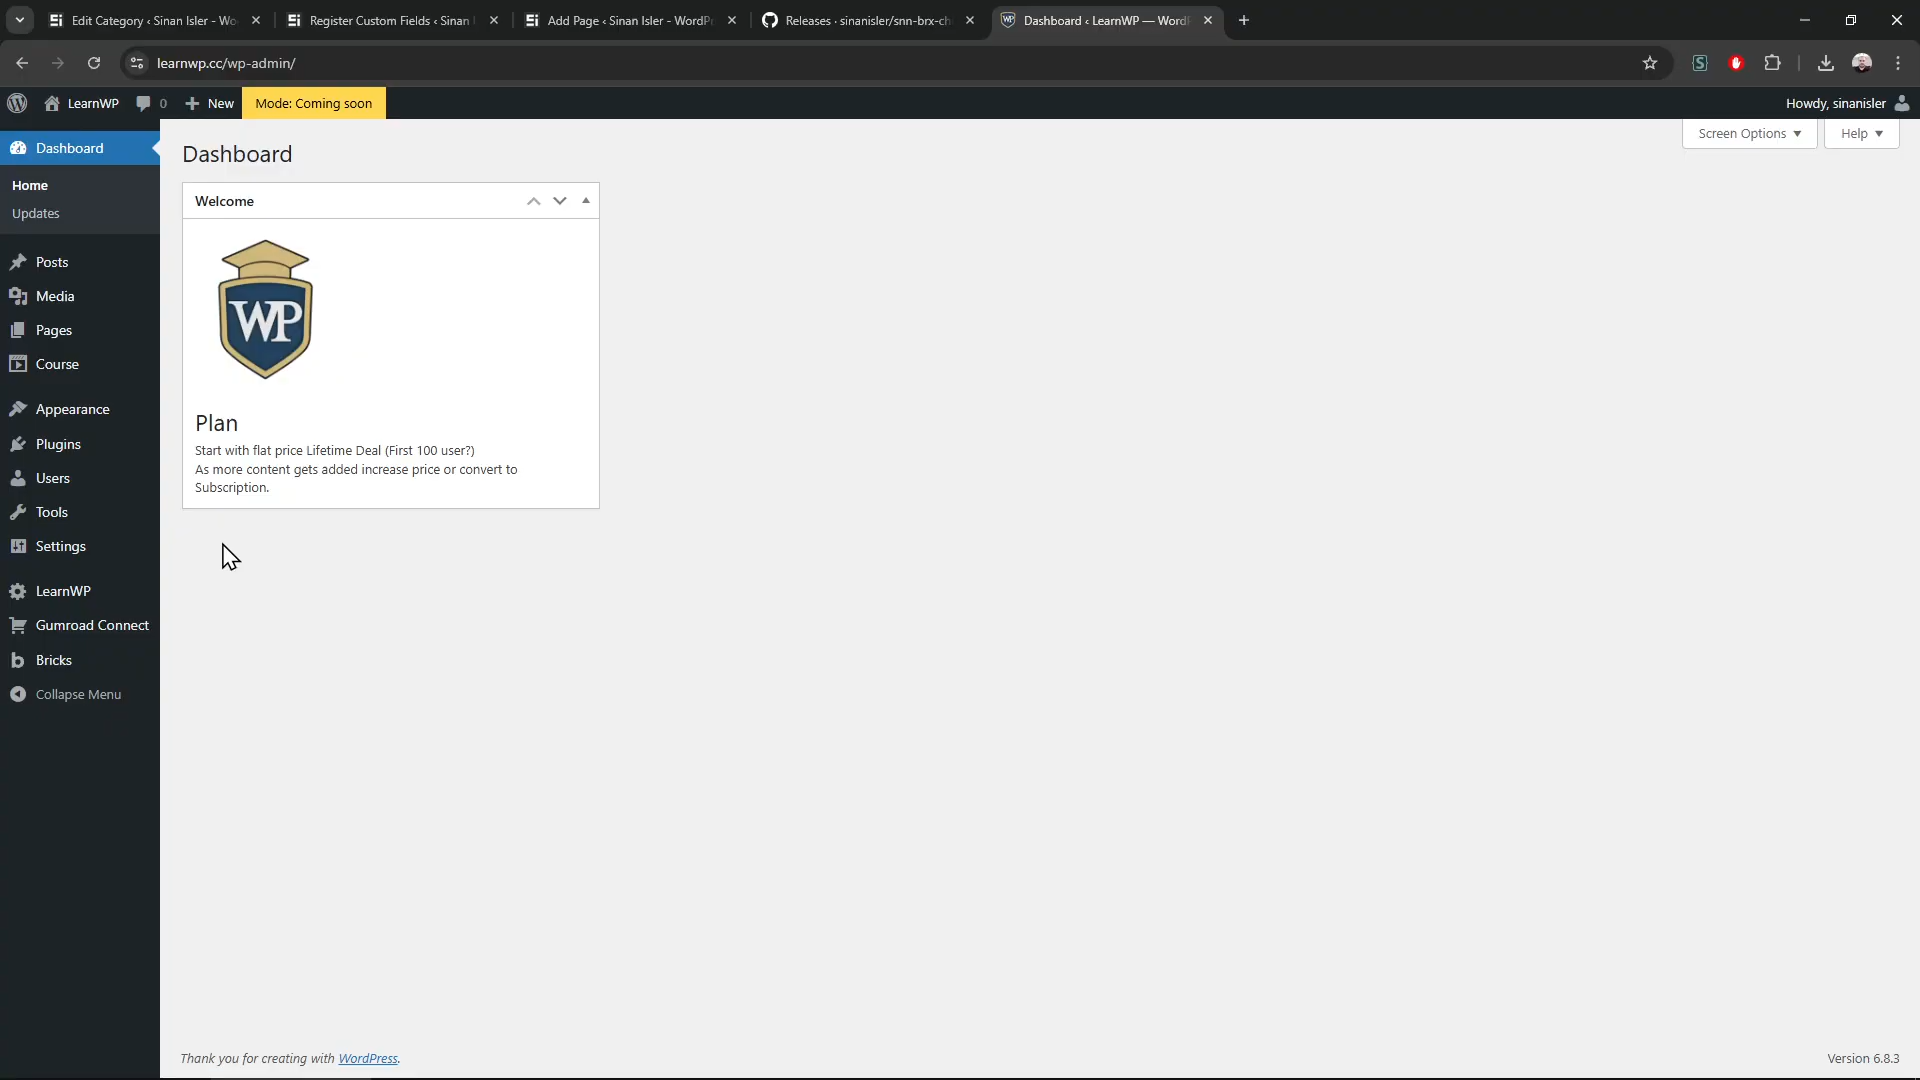 Edit Category ‹ Sinan Isler - Wo
Register Custom Fields ‹ Sinan I
Add Page ‹ Sinan Isler - WordPr
Releases · sinanisler/snn-brx-ch
Dashboard ‹ LearnWP — WordP
learnwp.cc/wp-admin/
LearnWP
0
New
Mode: Coming soon
Howdy, sinanisler
Screen Options
Help
Dashboard
Home
Updates
Posts
Media
Pages
Course
Appearance
Plugins
Users
Tools
Settings
LearnWP
Gumroad Connect
Bricks
Collapse Menu
Dashboard
Welcome
WP
Plan
Start with flat price Lifetime Deal (First 100 user?)
As more content gets added increase price or convert to
Subscription.
Thank you for creating with WordPress.
Version 6.8.3